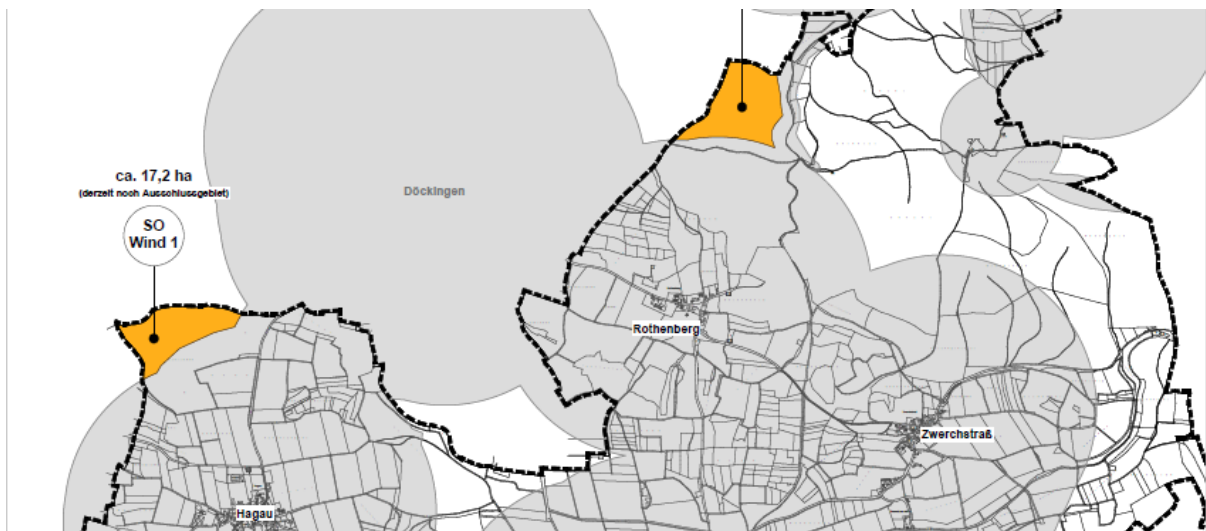 ca. 17,2 ha
(derzeit noch Ausschlussgebiet)
SO
Wind 1
Döckingen
Rothenberg
Zwerchstraß
Hagau